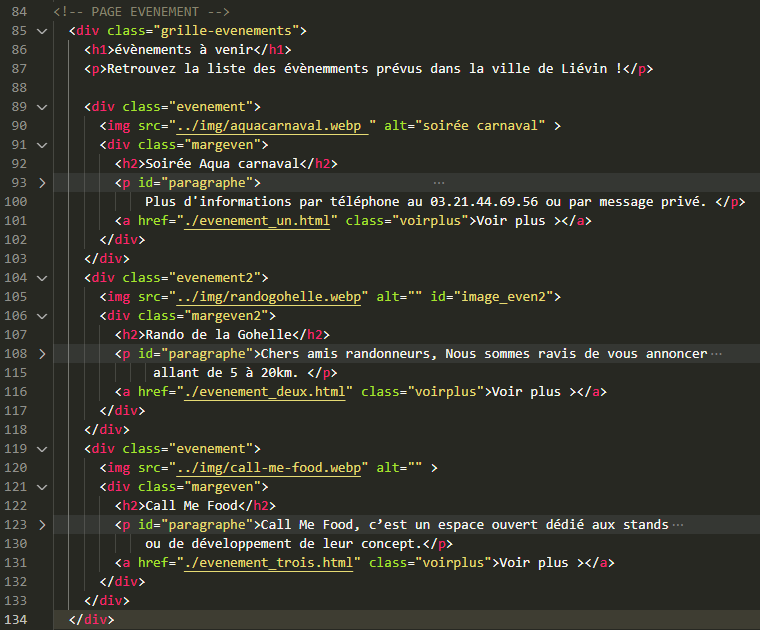 84 <!-- PAGE EVENEMENT -->
85 <div class="grille-evenements">
86 <h1>évènements à venir</h1>
87 <p>Retrouvez la liste des évènemments prévus dans la ville de Liévin !</p>
88
89 <div class="evenement">
90 <img src="../img/aquacarnaval.webp " alt="soirée carnaval" >
91 <div class="margeven">
92 <h2>Soirée Aqua carnaval</h2>
93 <p id="paragraphe"> ...
100 Plus d'informations par téléphone au 03.21.44.69.56 ou par message privé. </p>
101 <a href="./evenement_un.html" class="voirplus">Voir plus ></a>
102 </div>
103 </div>
104 <div class="evenement2">
105 <img src="../img/randogohelle.webp" alt="" id="image_even2">
106 <div class="margeven2">
107 <h2>Rando de la Gohelle</h2>
108 <p id="paragraphe">Chers amis randonneurs, Nous sommes ravis de vous annoncer...
115 allant de 5 à 20km. </p>
116 <a href="./evenement_deux.html" class="voirplus">Voir plus ></a>
117 </div>
118 </div>
119 <div class="evenement">
120 <img src="../img/call-me-food.webp" alt="" >
121 <div class="margeven">
122 <h2>Call Me Food</h2>
123 <p id="paragraphe">Call Me Food, c’est un espace ouvert dédié aux stands...
130 ou de développement de leur concept.</p>
131 <a href="./evenement_trois.html" class="voirplus">Voir plus ></a>
132 </div>
133 </div>
134 </div>